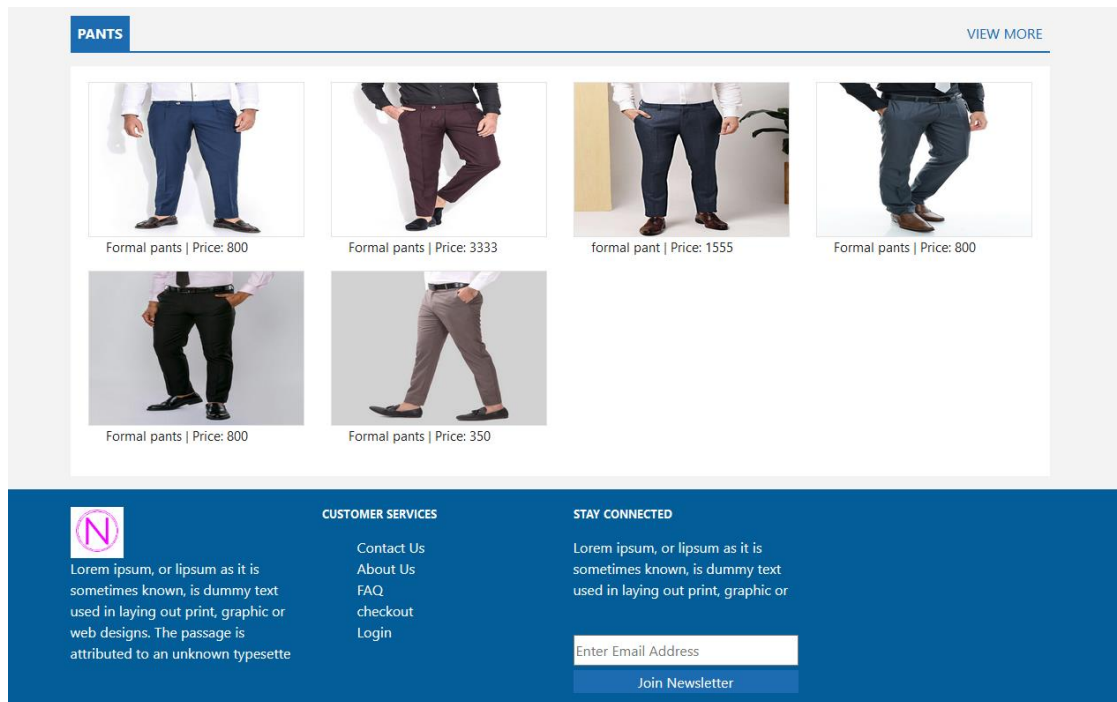 PANTS
VIEW MORE
Formal pants | Price: 800
Formal pants | Price: 3333
formal pant | Price: 1555
Formal pants | Price: 800
Formal pants | Price: 800
Formal pants | Price: 350
N
Lorem ipsum, or lipsum as it is
sometimes known, is dummy text
used in laying out print, graphic or
web designs. The passage is
attributed to an unknown typesette
CUSTOMER SERVICES
Contact Us
About Us
FAQ
checkout
Login
STAY CONNECTED
Lorem ipsum, or lipsum as it is
sometimes known, is dummy text
used in laying out print, graphic or
Enter Email Address
Join Newsletter